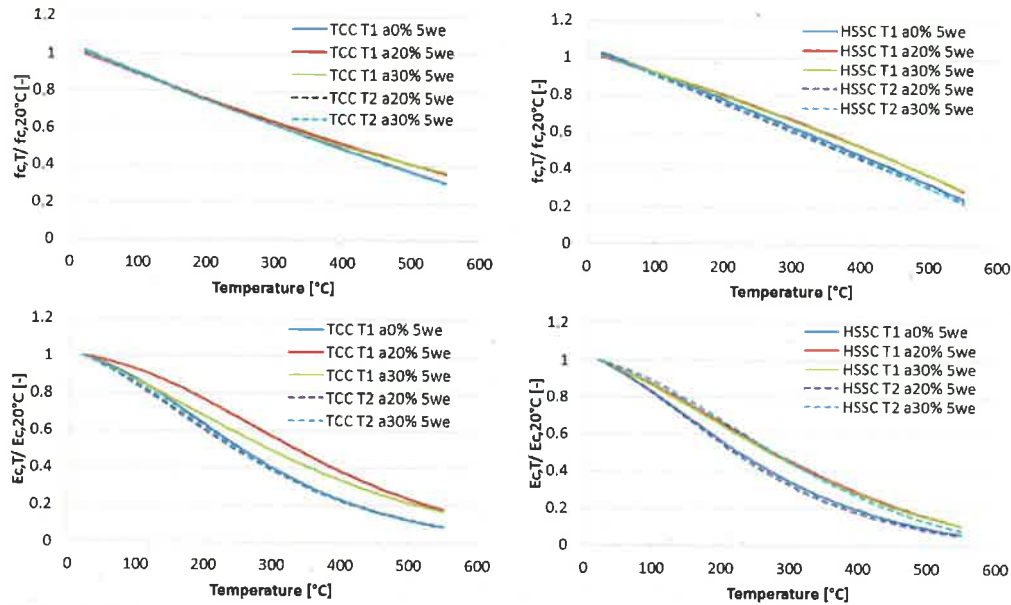 1.2
1
0.8
0.6
0.4
0.2
0
fc,T/ fc,20°C [-]
TCC T1 a0% 5we
TCC T1 a20% 5we
TCC T1 a30% 5we
TCC T2 a20% 5we
TCC T2 a30% 5we
0 100 200 300 400 500 600
Temperature [°C]
1.2
1
0.8
0.6
0.4
0.2
0
fc,T/ fc,20°C [-]
HSSC T1 a0% 5we
HSSC T1 a20% 5we
HSSC T1 a30% 5we
HSSC T2 a20% 5we
HSSC T2 a30% 5we
0 100 200 300 400 500 600
Temperature [°C]
1.2
1
0.8
0.6
0.4
0.2
0
Ec,T/ Ec,20°C [-]
TCC T1 a0% 5we
TCC T1 a20% 5we
TCC T1 a30% 5we
TCC T2 a20% 5we
TCC T2 a30% 5we
0 100 200 300 400 500 600
Temperature [°C]
1.2
1
0.8
0.6
0.4
0.2
0
Ec,T/ Ec,20°C [-]
HSSC T1 a0% 5we
HSSC T1 a20% 5we
HSSC T1 a30% 5we
HSSC T2 a20% 5we
HSSC T2 a30% 5we
0 100 200 300 400 500 600
Temperature [°C]